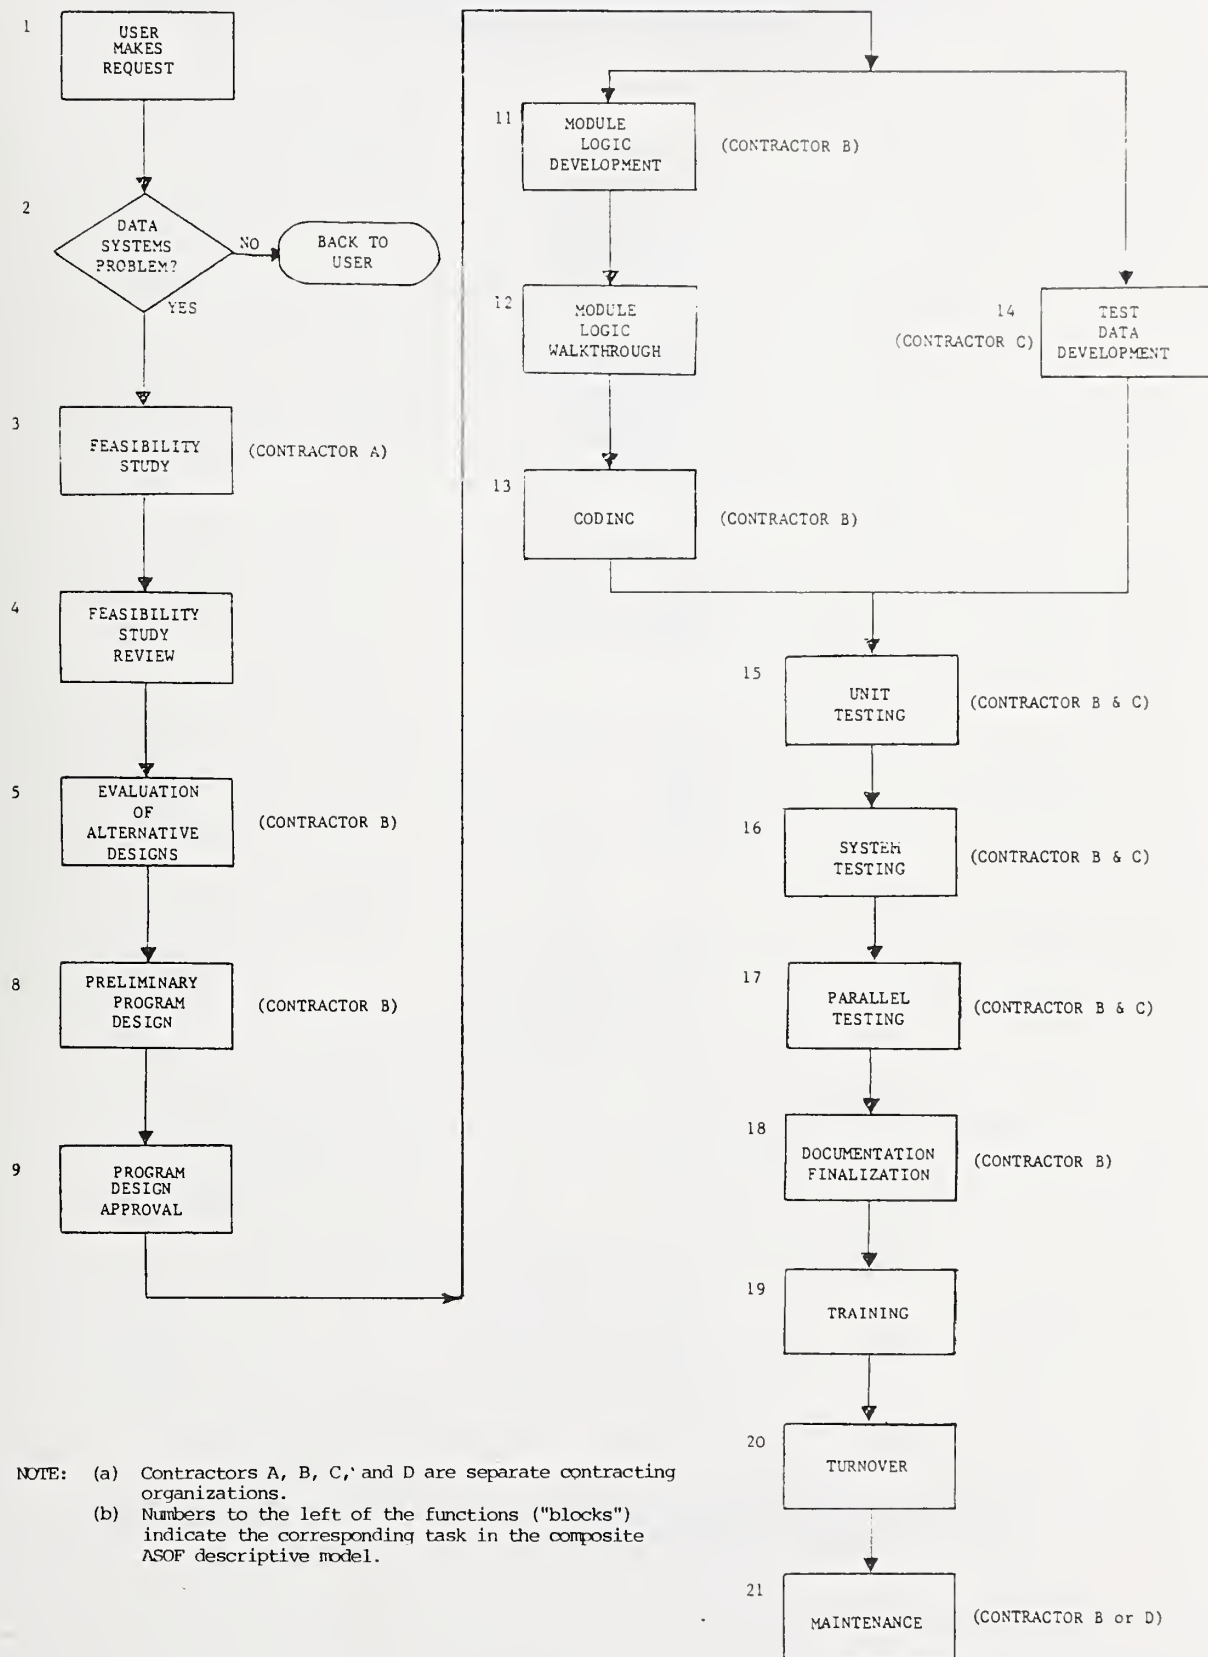 1
USER
MAKES
REQUEST
2
DATA
SYSTEMS
PROBLEM?
NO
BACK TO
USER
YES
3
FEASIBILITY
STUDY
(CONTRACTOR A)
4
FEASIBILITY
STUDY
REVIEW
5
EVALUATION
OF
ALTERNATIVE
DESIGNS
(CONTRACTOR B)
8
PRELIMINARY
PROGRAM
DESIGN
(CONTRACTOR B)
9
PROGRAM
DESIGN
APPROVAL
11
MODULE
LOGIC
DEVELOPMENT
(CONTRACTOR B)
12
MODULE
LOGIC
WALKTHROUGH
13
CODINC
(CONTRACTOR B)
14
(CONTRACTOR C)
TEST
DATA
DEVELOPMENT
15
UNIT
TESTING
(CONTRACTOR B & C)
16
SYSTEM
TESTING
(CONTRACTOR B & C)
17
PARALLEL
TESTING
(CONTRACTOR B & C)
18
DOCUMENTATION
FINALIZATION
(CONTRACTOR B)
19
TRAINING
20
TURNOVER
21
MAINTENANCE
(CONTRACTOR B or D)
NOTE: (a) Contractors A, B, C, and D are separate contracting
organizations.
(b) Numbers to the left of the functions ("blocks")
indicate the corresponding task in the composite
ASOF descriptive model.